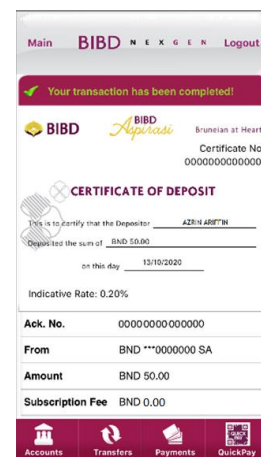 Main BIBD NEXGEN Logout
Your transaction has been completed!
BIBD BIBD Aspirasi Bruneian at Heart
Certificate No
0000000000000
CERTIFICATE OF DEPOSIT
This is to certify that the Depositor AZRIN ARIFFIN
Deposited the sum of BND 50.00
on this day 13/10/2020
Indicative Rate: 0.20%
Ack. No. 00000000000000
From BND ***0000000 SA
Amount BND 50.00
Subscription Fee BND 0.00
Accounts Transfers Payments QuickPay